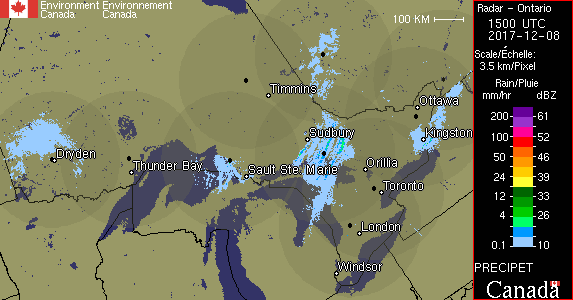 Environment Environnement
Canada Canada
100 KM
Timmins
Ottawa
Sudbury
Kingston
Dryden
Thunder Bay
Sault Ste. Marie
Orillia
Toronto
London
Windsor
Radar - Ontario
1500 UTC
2017-12-08
Scale/Échelle:
3.5 km/Pixel
Rain/Pluie
mm/hr dBZ
200 61
100 52
50 46
24 39
12 33
4 26
2 20
0.1 10
PRECIPET
Canada